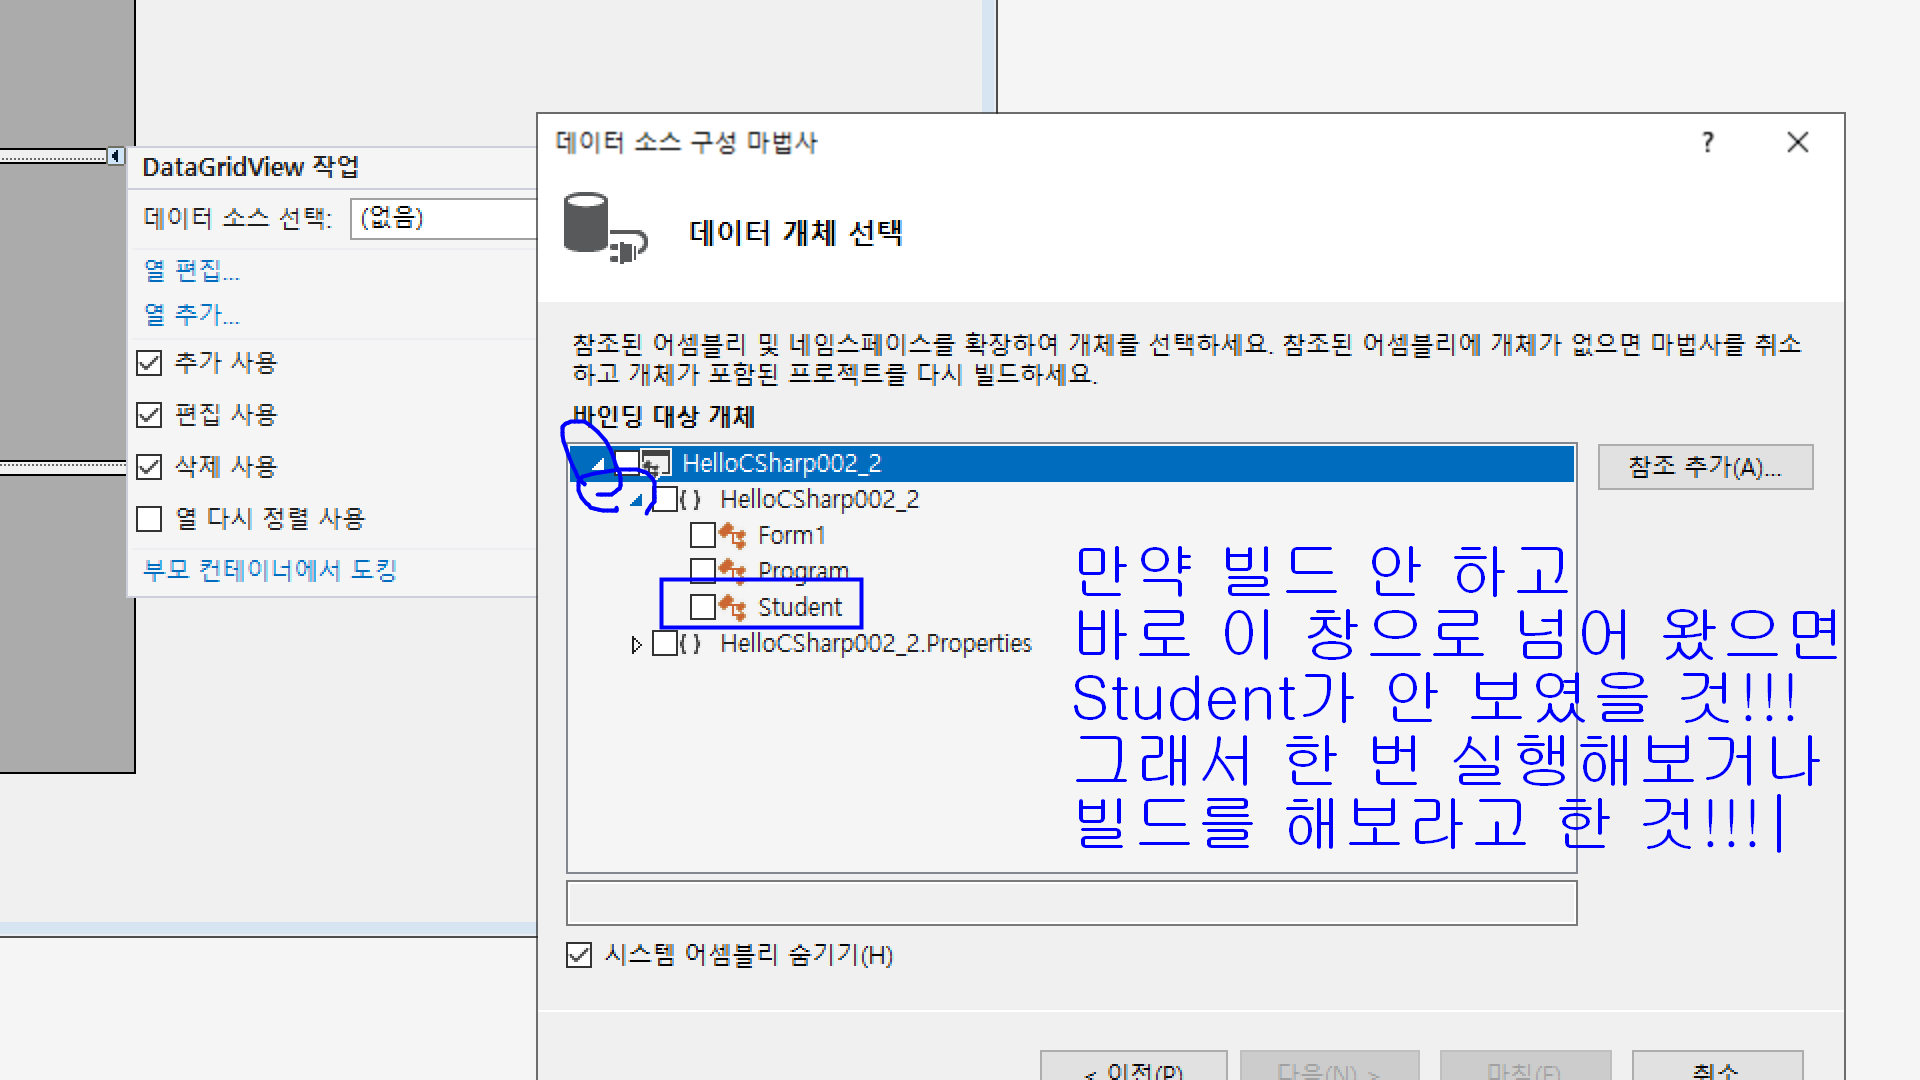 DataGridView 작업
데이터 소스 선택: (없음)
열 편집...
열 추가...
추가 사용
편집 사용
삭제 사용
열 다시 정렬 사용
부모 컨테이너에서 도킹
데이터 소스 구성 마법사
?
데이터 개체 선택
참조된 어셈블리 및 네임스페이스를 확장하여 개체를 선택하세요. 참조된 어셈블리에 개체가 없으면 마법사를 취소
하고 개체가 포함된 프로젝트를 다시 빌드하세요.
바인딩 대상 개체
HelloCSharp002_2
{ } HelloCSharp002_2
Form1
Program
Student
{ } HelloCSharp002_2.Properties
참조 추가(A)...
만약 빌드 안 하고
바로 이 창으로 넘어 왔으면
Student가 안 보였을 것!!!
그래서 한 번 실행해보거나
빌드를 해보라고 한 것!!!
시스템 어셈블리 숨기기(H)
< 이전(P)
다음(N) >
마침(F)
취소